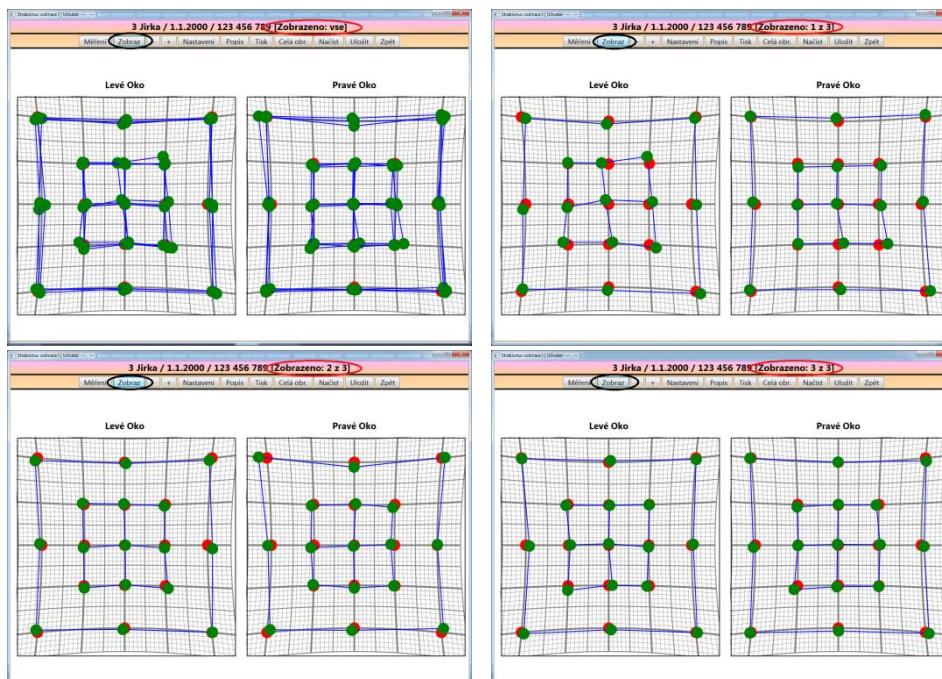 3 Jirka / 1.1.2000 / 123 456 789 [Zobrazeno: vse]
Měření Zobraz + Nastavení Popis Tisk Celá obr. Načíst Uložit Zpět
Levé Oko Pravé Oko
3 Jirka / 1.1.2000 / 123 456 789 [Zobrazeno: 1 z 3]
Měření Zobraz + Nastavení Popis Tisk Celá obr. Načíst Uložit Zpět
Levé Oko Pravé Oko
3 Jirka / 1.1.2000 / 123 456 789 [Zobrazeno: 2 z 3]
Měření Zobraz + Nastavení Popis Tisk Celá obr. Načíst Uložit Zpět
Levé Oko Pravé Oko
3 Jirka / 1.1.2000 / 123 456 789 [Zobrazeno: 3 z 3]
Měření Zobraz + Nastavení Popis Tisk Celá obr. Načíst Uložit Zpět
Levé Oko Pravé Oko